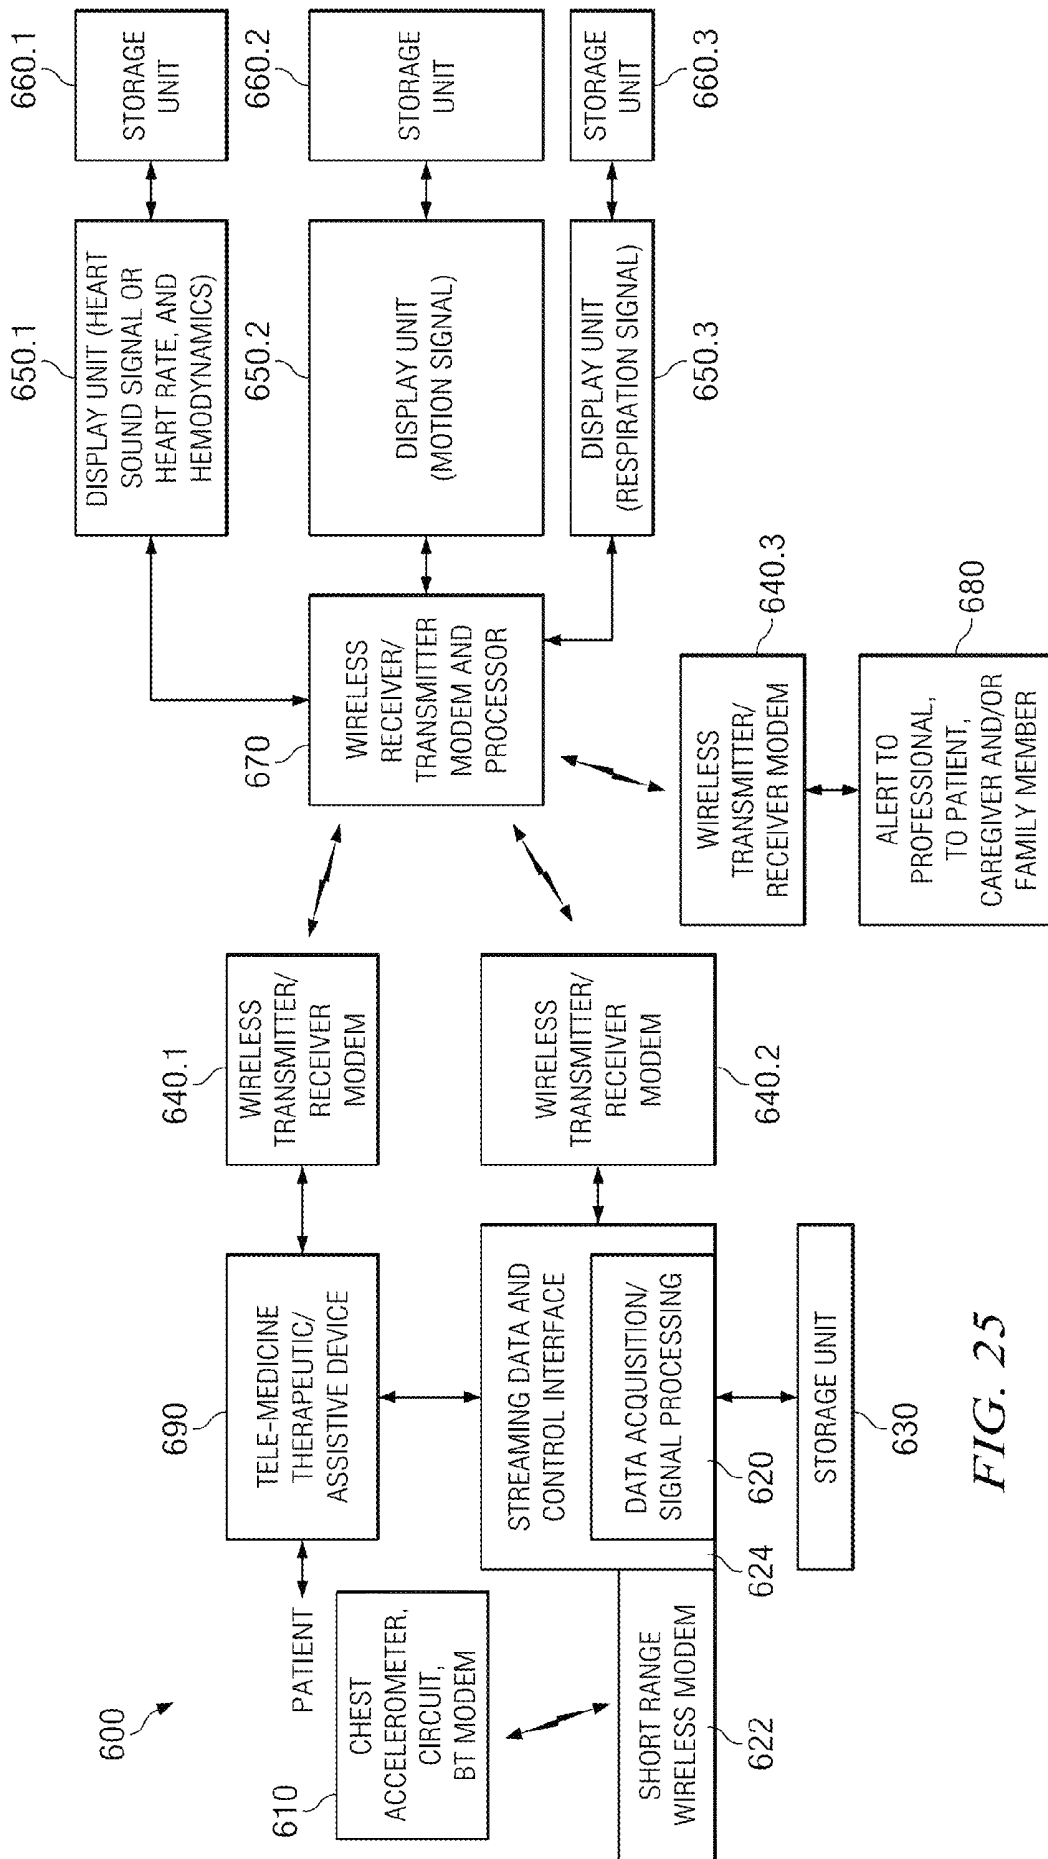 600
PATIENT
690
TELE-MEDICINE
THERAPEUTIC/
ASSISTIVE DEVICE
640.1
WIRELESS
TRANSMITTER/
RECEIVER
MODEM
610
CHEST
ACCELEROMETER,
CIRCUIT,
BT MODEM
STREAMING DATA AND
CONTROL INTERFACE
DATA ACQUISITION/
SIGNAL PROCESSING
620
624
SHORT RANGE
WIRELESS MODEM
622
STORAGE UNIT
630
WIRELESS
TRANSMITTER/
RECEIVER
MODEM
640.2
670
WIRELESS
RECEIVER/
TRANSMITTER
MODEM AND
PROCESSOR
650.1
DISPLAY UNIT (HEART
SOUND SIGNAL OR
HEART RATE, AND
HEMODYNAMICS)
660.1
STORAGE
UNIT
650.2
DISPLAY UNIT
(MOTION SIGNAL)
660.2
STORAGE
UNIT
DISPLAY UNIT
(RESPIRATION SIGNAL)
650.3
STORAGE
UNIT
660.3
WIRELESS
TRANSMITTER/
RECEIVER MODEM
640.3
ALERT TO
PROFESSIONAL,
TO PATIENT,
CAREGIVER AND/OR
FAMILY MEMBER
680
FIG. 25